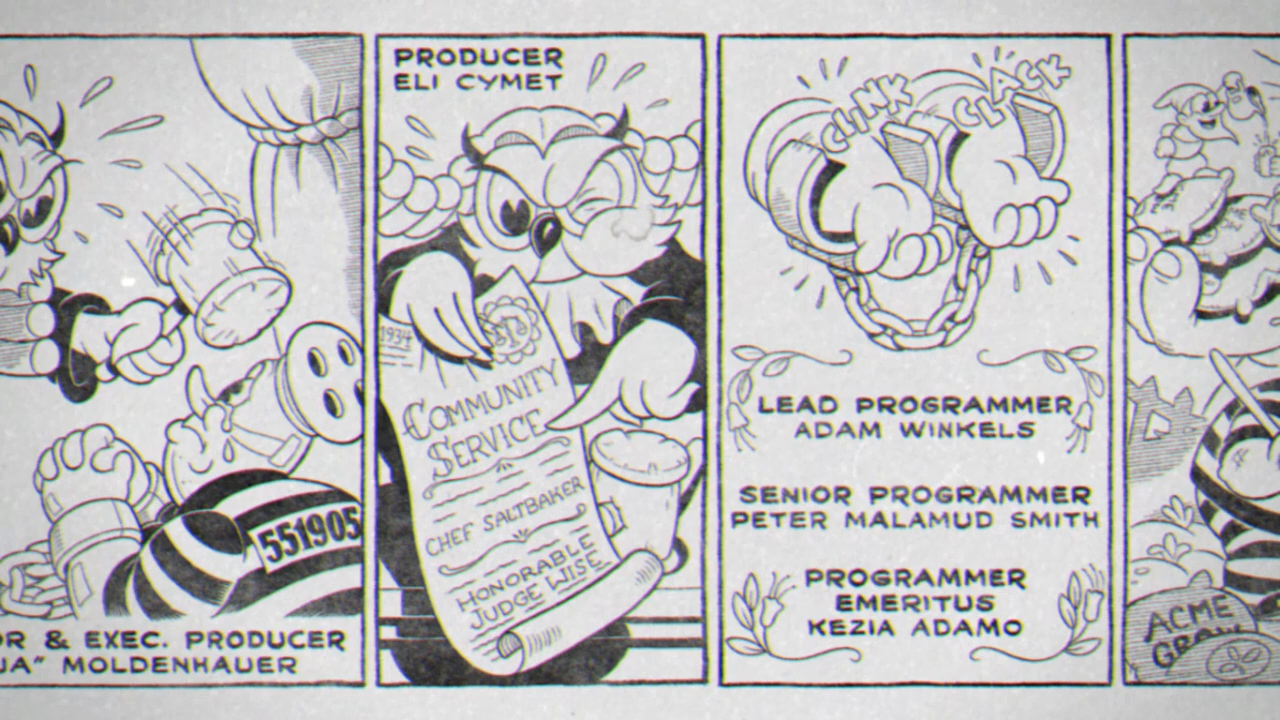 551905
OR & EXEC. PRODUCER
JA" MOLDENHAUER
PRODUCER
ELI CYMET
1934
COMMUNITY
SERVICE
CHEF SALTBAKER
HONORABLE
JUDGE WISE
CLINK
CLACK
LEAD PROGRAMMER
ADAM WINKELS
SENIOR PROGRAMMER
PETER MALAMUD SMITH
PROGRAMMER
EMERITUS
KEZIA ADAMO
ACME